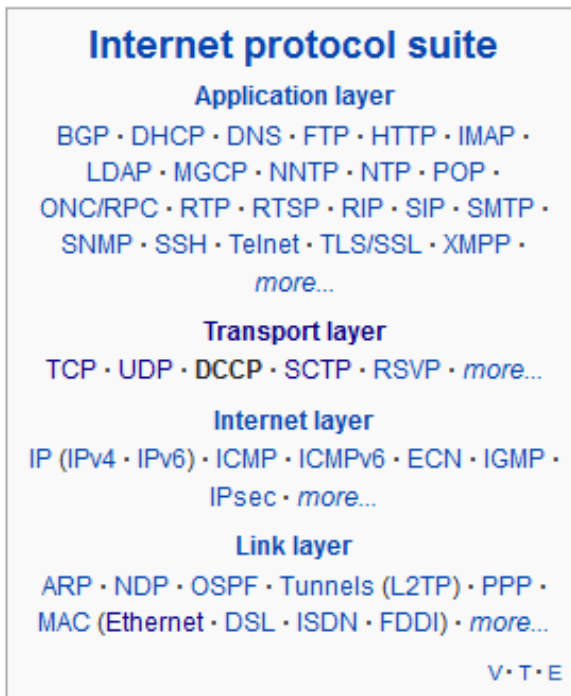 Internet protocol suite
Application layer
BGP · DHCP · DNS · FTP · HTTP · IMAP ·
LDAP · MGCP · NNTP · NTP · POP ·
ONC/RPC · RTP · RTSP · RIP · SIP · SMTP ·
SNMP · SSH · Telnet · TLS/SSL · XMPP ·
more...
Transport layer
TCP · UDP · DCCP · SCTP · RSVP · more...
Internet layer
IP (IPv4 · IPv6) · ICMP · ICMPv6 · ECN · IGMP ·
IPsec · more...
Link layer
ARP · NDP · OSPF · Tunnels (L2TP) · PPP ·
MAC (Ethernet · DSL · ISDN · FDDI) · more...
V · T · E